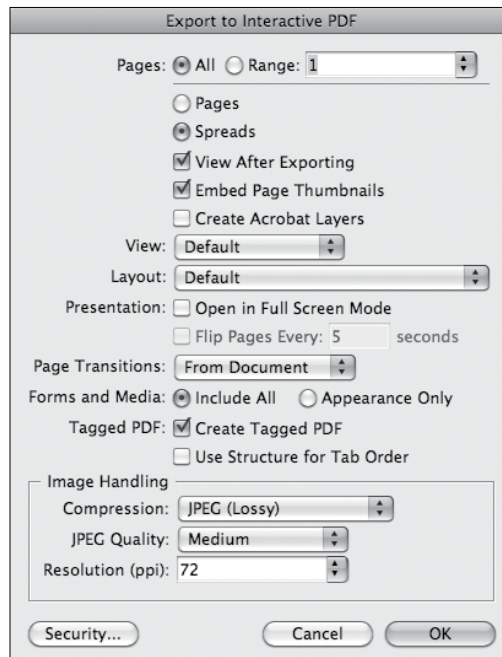 Export to Interactive PDF
Pages: All Range: 1
Pages
Spreads
View After Exporting
Embed Page Thumbnails
Create Acrobat Layers
View: Default
Layout: Default
Presentation: Open in Full Screen Mode
Flip Pages Every: 5 seconds
Page Transitions: From Document
Forms and Media: Include All Appearance Only
Tagged PDF: Create Tagged PDF
Use Structure for Tab Order
Image Handling
Compression: JPEG (Lossy)
JPEG Quality: Medium
Resolution (ppi): 72
Security... Cancel OK